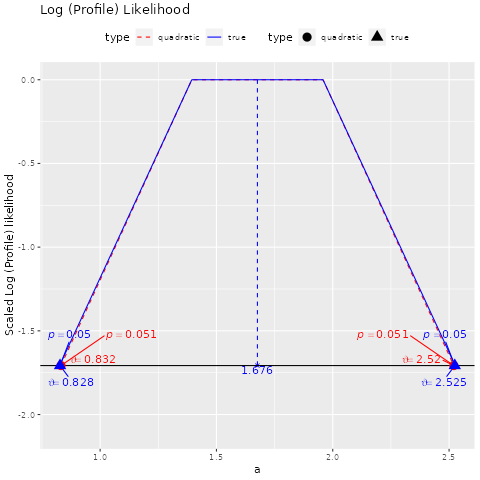 Log (Profile) Likelihood
type quadratic true type quadratic true
Scaled Log (Profile) likelihood
0.0
-0.5
-1.0
-1.5
-2.0
p = 0.05
p = 0.051
p = 0.051
p = 0.05
ϑ = 0.832
ϑ = 2.52
1.676
ϑ = 0.828
ϑ = 2.525
1.0 1.5 2.0 2.5
a